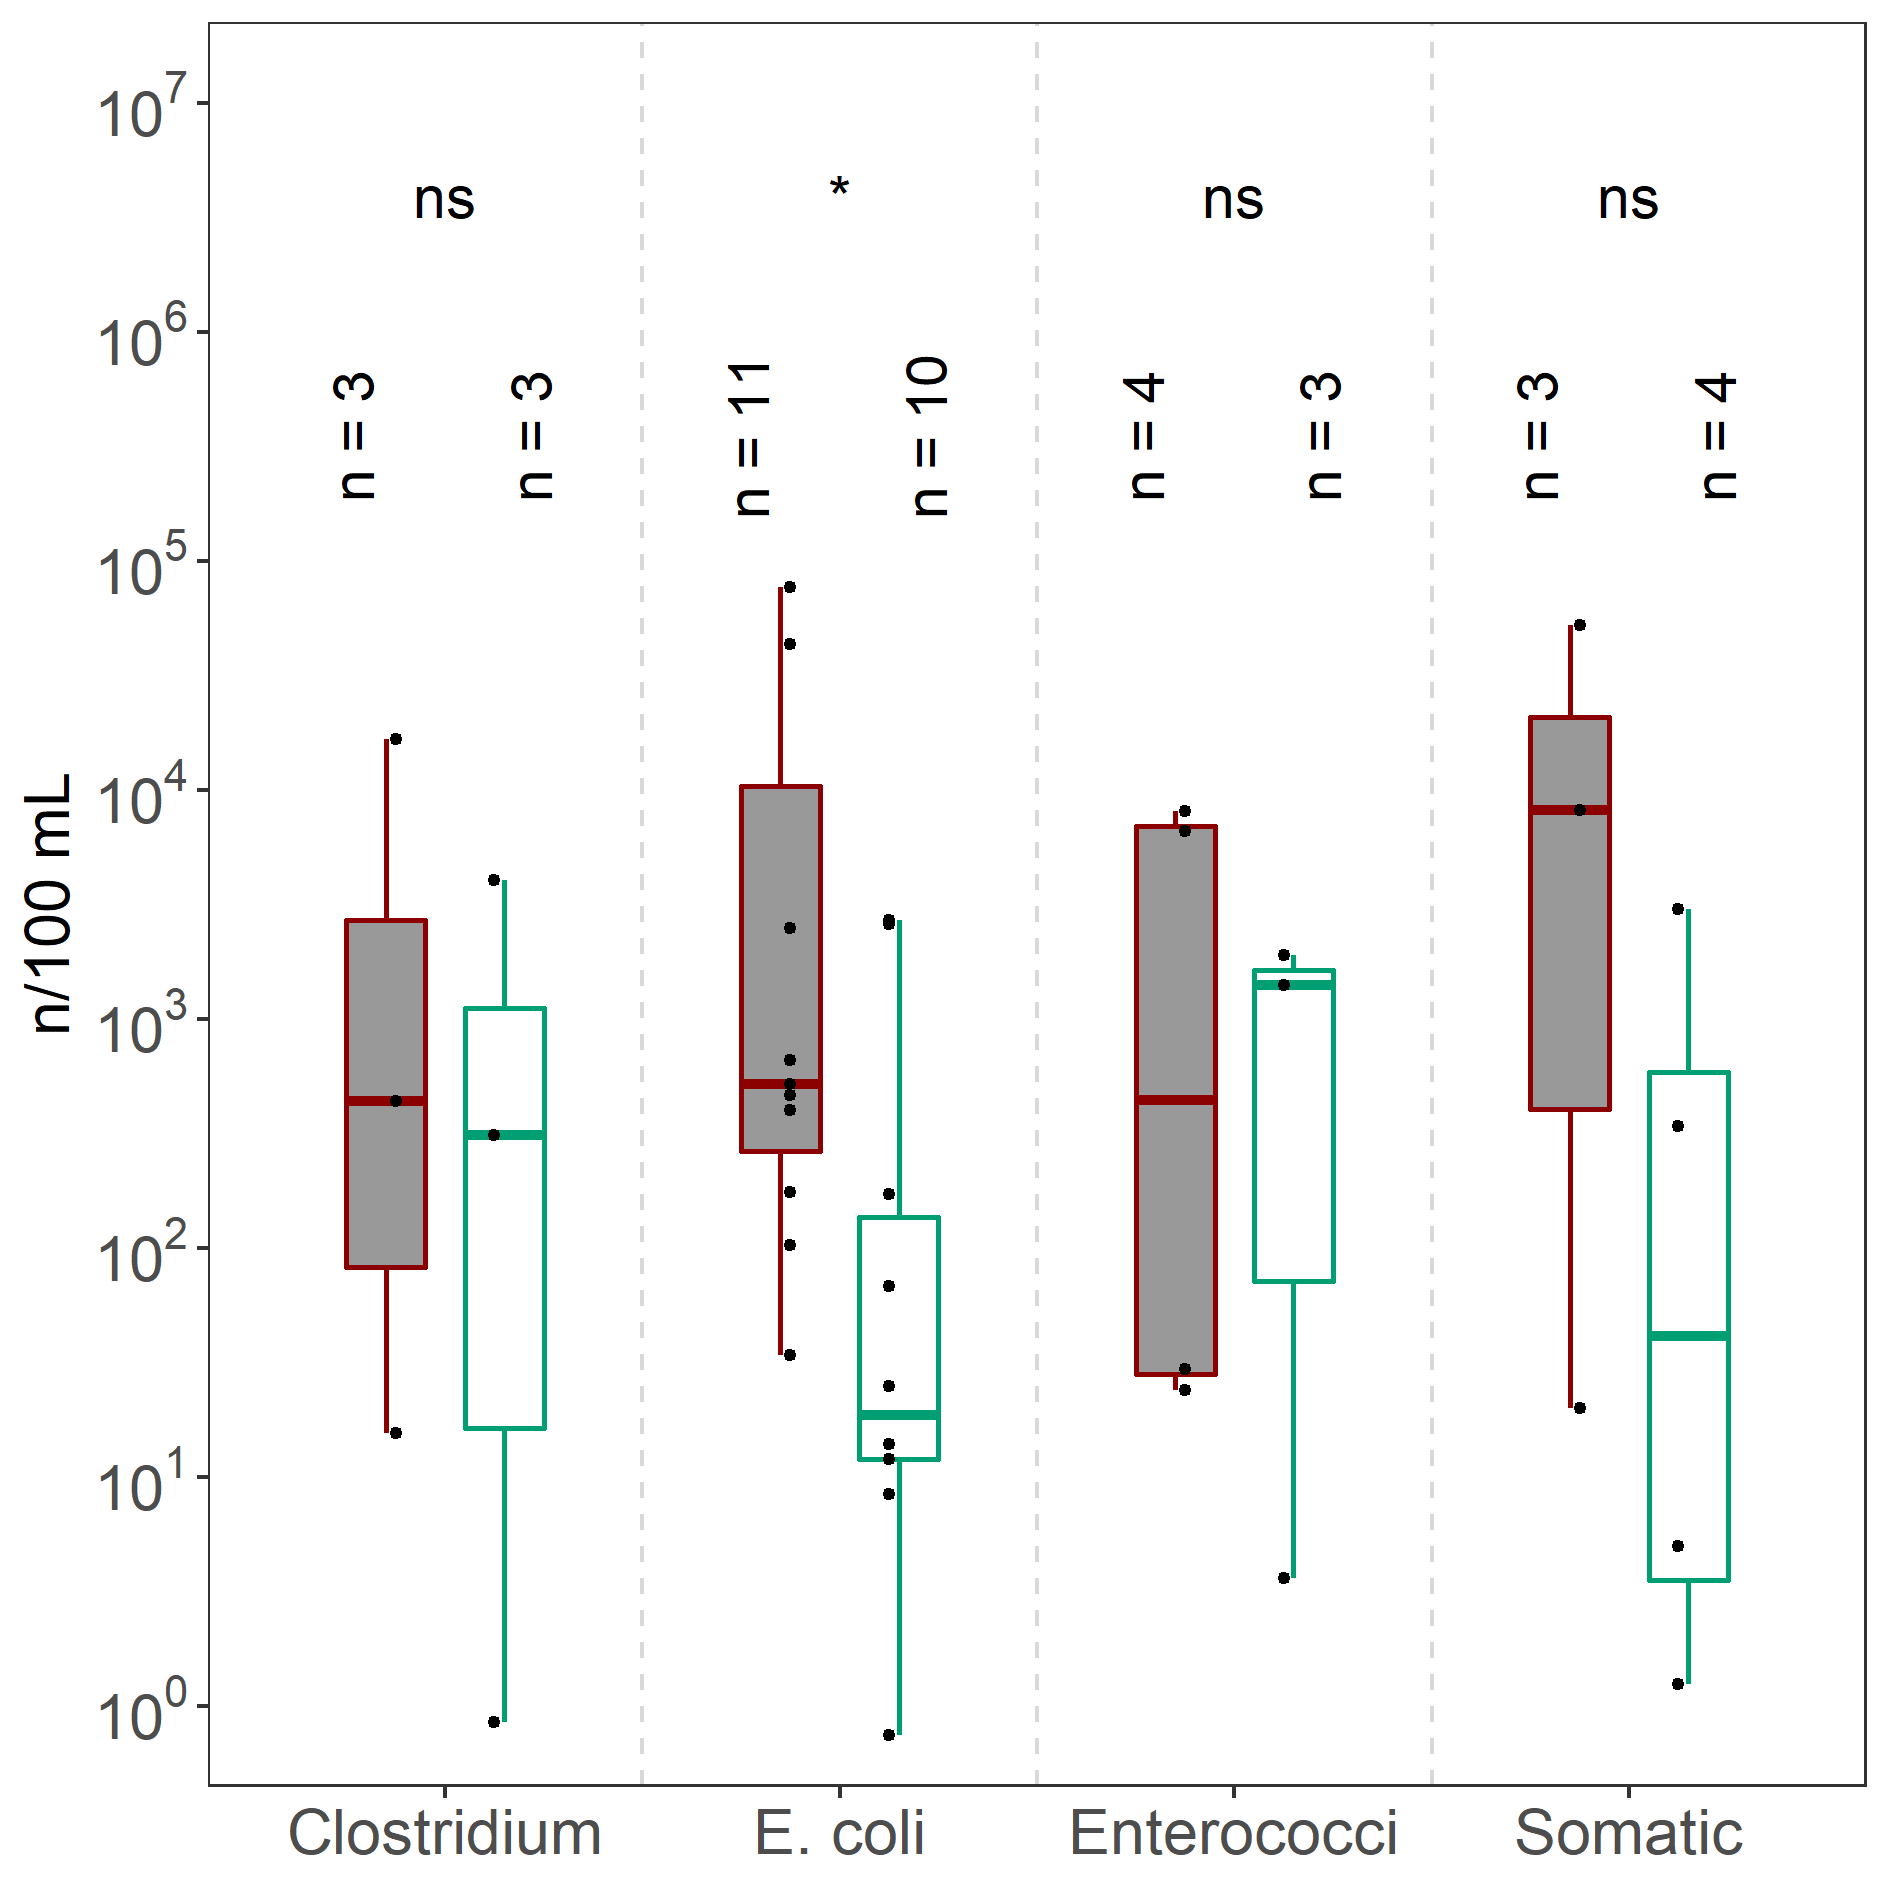 n/100 mL
10^7
10^6
10^5
10^4
10^3
10^2
10^1
10^0
ns
*
ns
ns
n = 3
n = 3
n = 11
n = 10
n = 4
n = 3
n = 3
n = 4
Clostridium
E. coli
Enterococci
Somatic